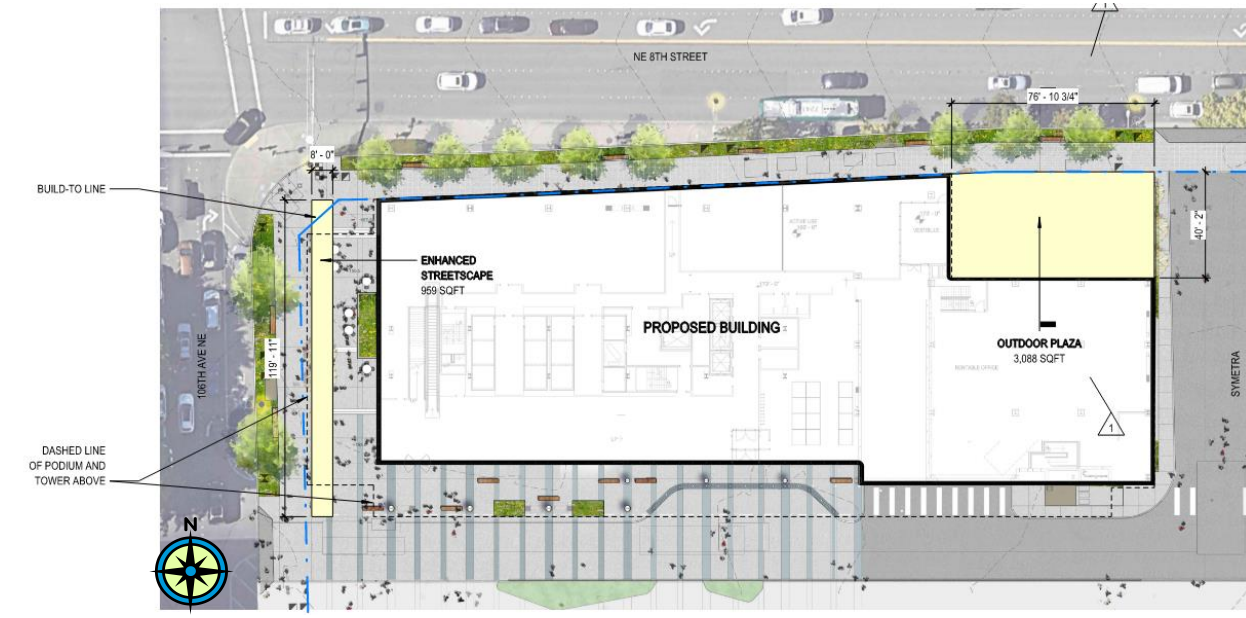 1
NE 8TH STREET
76' - 10 3/4"
8' - 0"
BUILD-TO LINE
40' - 2"
ENHANCED
STREETSCAPE
959 SQFT
PROPOSED BUILDING
OUTDOOR PLAZA
3,088 SQFT
119' - 11"
106TH AVE NE
SYMETRA
1
DASHED LINE
OF PODIUM AND
TOWER ABOVE
N